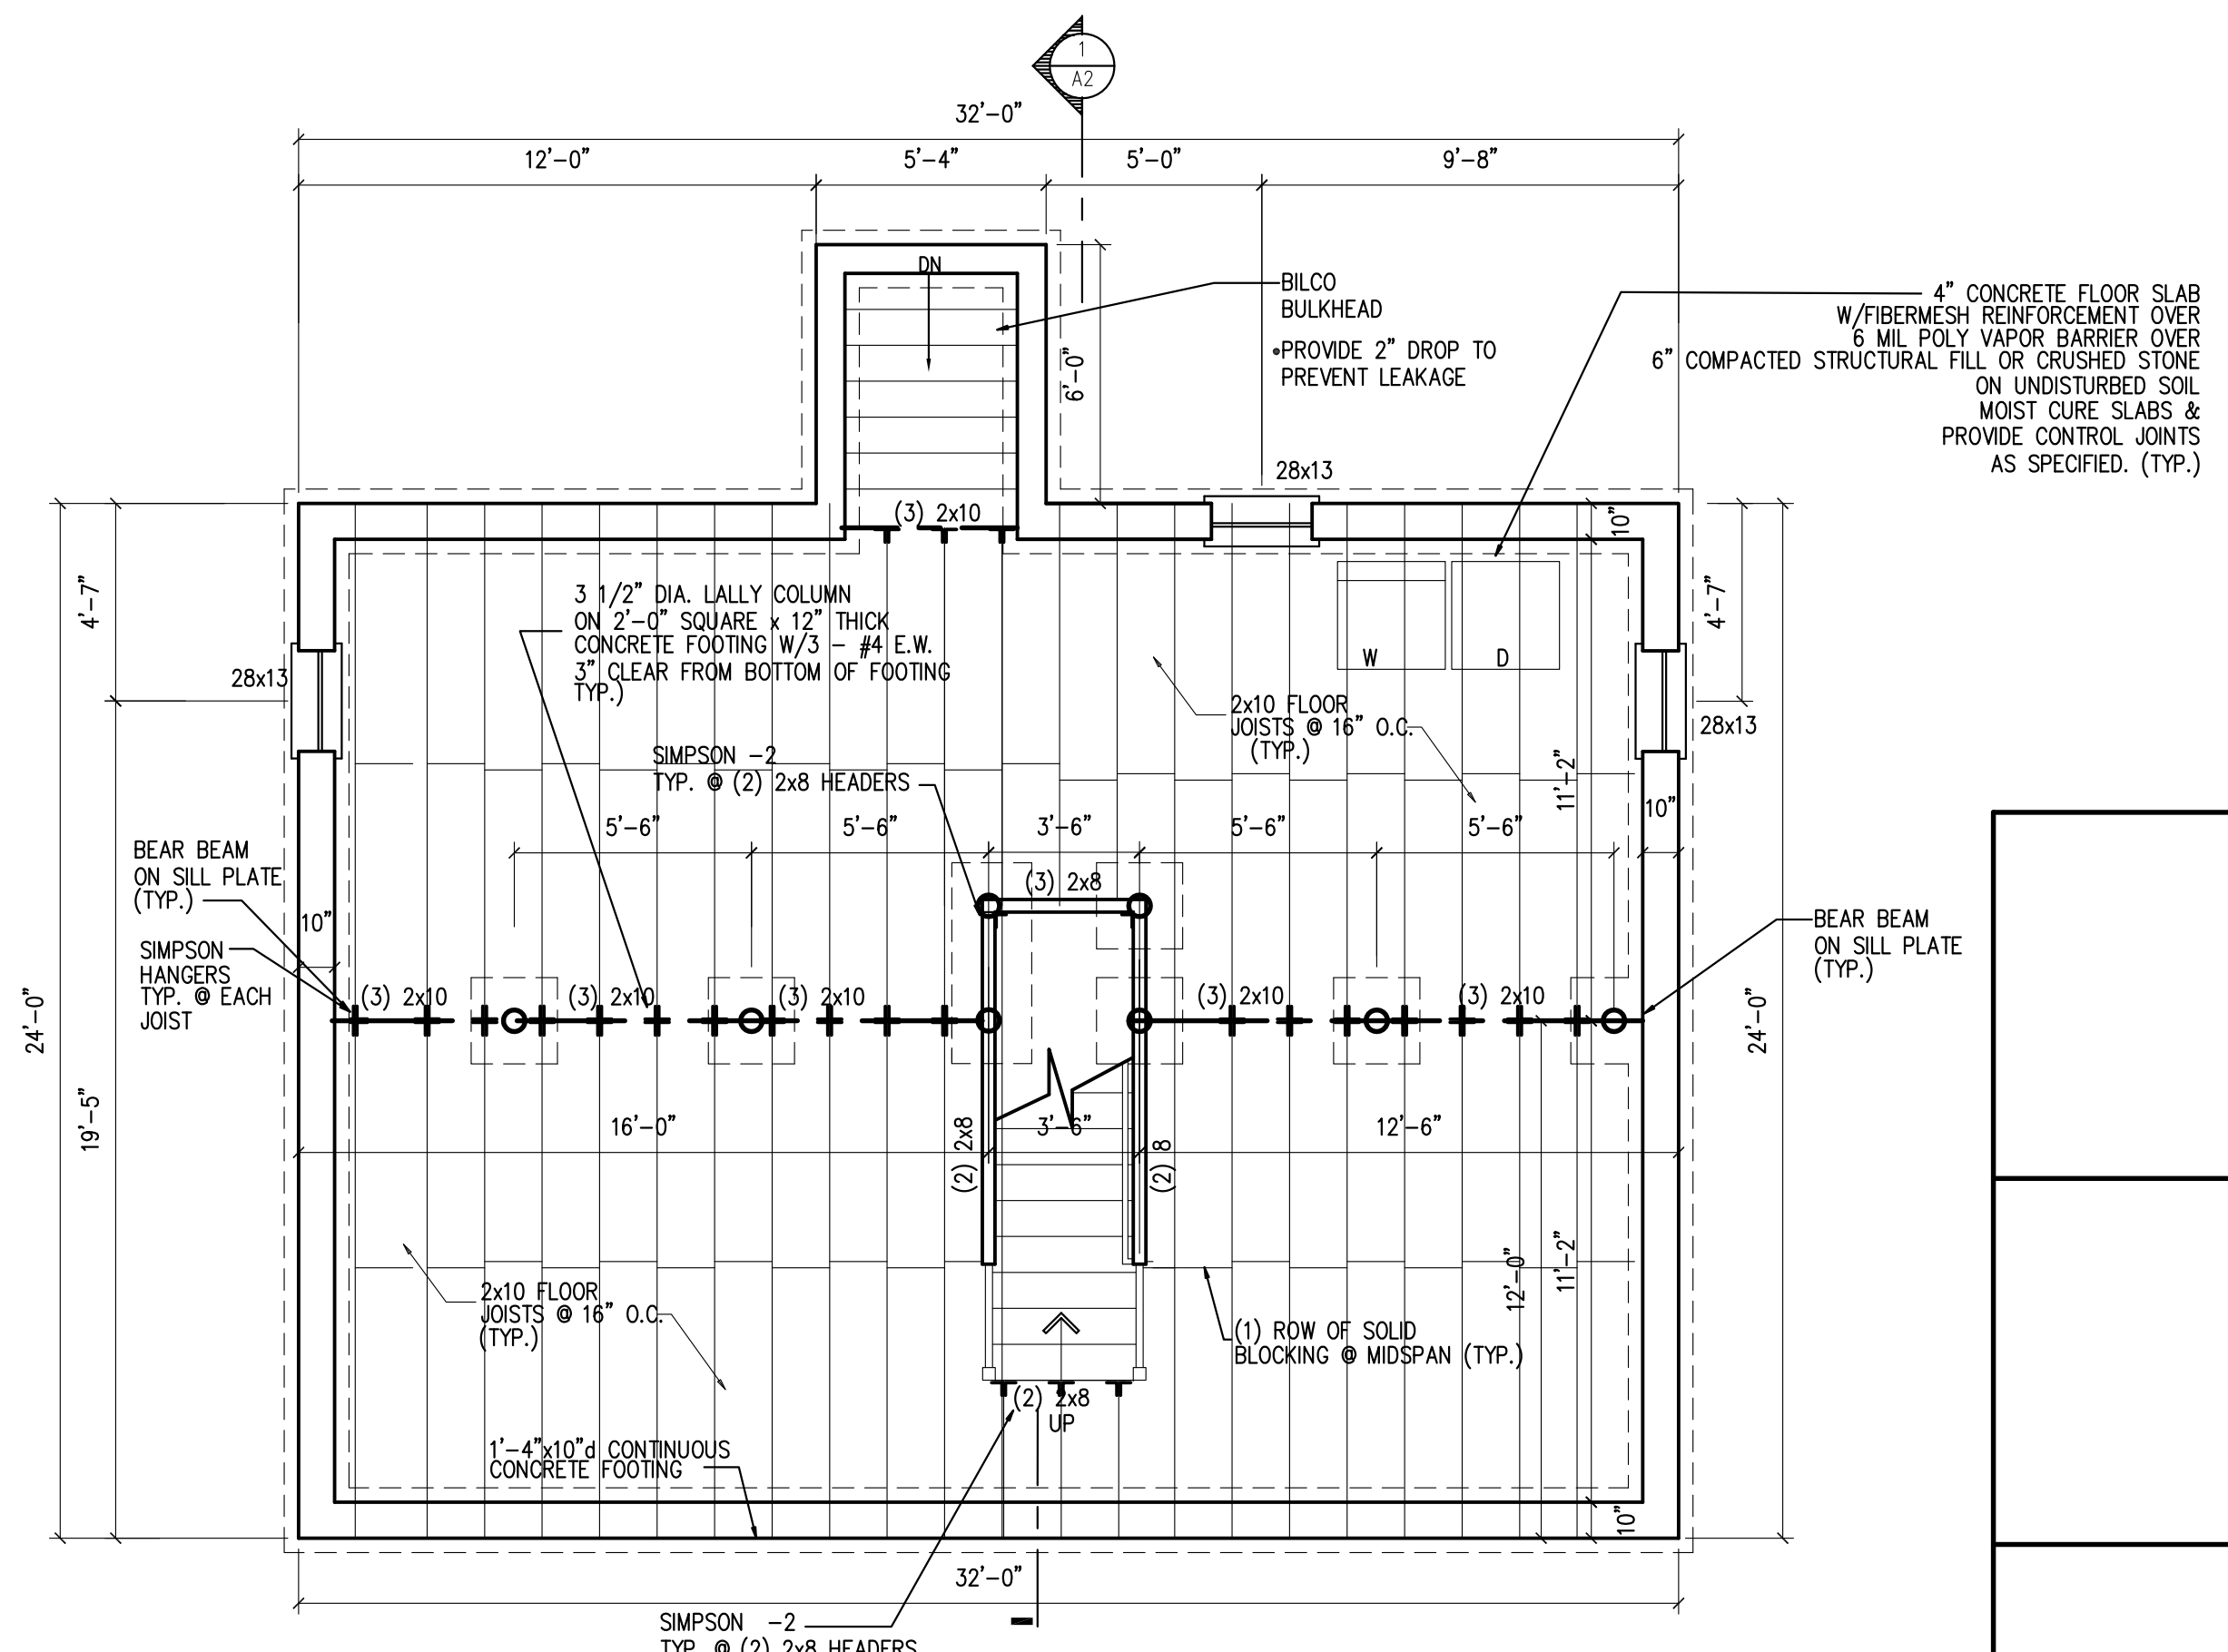 1
A2
32'-0"
12'-0"
5'-4"
5'-0"
9'-8"
DN
BILCO
BULKHEAD
•PROVIDE 2" DROP TO
PREVENT LEAKAGE
6'-0"
4" CONCRETE FLOOR SLAB
W/FIBERMESH REINFORCEMENT OVER
6 MIL POLY VAPOR BARRIER OVER
6" COMPACTED STRUCTURAL FILL OR CRUSHED STONE
ON UNDISTURBED SOIL
MOIST CURE SLABS &
PROVIDE CONTROL JOINTS
AS SPECIFIED. (TYP.)
28x13
(3) 2x10
10"
4'-7"
4'-7"
3 1/2" DIA. LALLY COLUMN
ON 2'-0" SQUARE x 12" THICK
CONCRETE FOOTING W/3 - #4 E.W.
3" CLEAR FROM BOTTOM OF FOOTING
TYP.)
W
D
28x13
28x13
2x10 FLOOR
JOISTS @ 16" O.C.
(TYP.)
SIMPSON -2
TYP. @ (2) 2x8 HEADERS
11'-2"
10"
5'-6"
5'-6"
3'-6"
5'-6"
5'-6"
BEAR BEAM
ON SILL PLATE
(TYP.)
10"
(3) 2x8
BEAR BEAM
ON SILL PLATE
(TYP.)
SIMPSON
HANGERS
TYP. @ EACH
JOIST
(3) 2x10
(3) 2x10
(3) 2x10
(3) 2x10
(3) 2x10
24'-0"
24'-0"
19'-5"
16'-0"
3'-6"
12'-6"
(2) 2x8
(2) 8
12'-0"
11'-2"
2x10 FLOOR
JOISTS @ 16" O.C.
(TYP.)
(1) ROW OF SOLID
BLOCKING @ MIDSPAN (TYP.)
(2) 2x8
UP
1'-4"x10"d CONTINUOUS
CONCRETE FOOTING
10"
32'-0"
SIMPSON -2
TYP. @ (2) 2x8 HEADERS